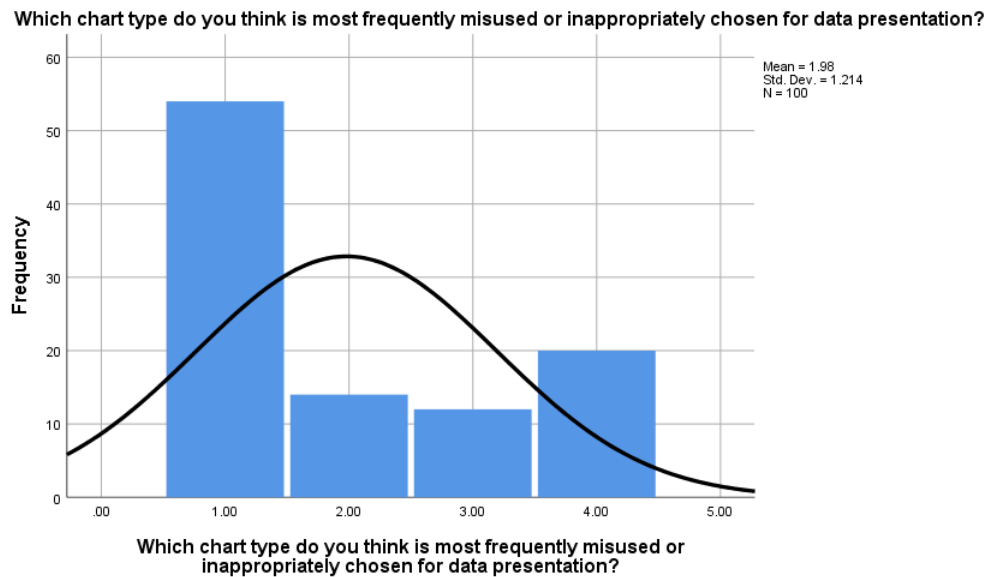 Which chart type do you think is most frequently misused or inappropriately chosen for data presentation?
60
50
40
30
20
10
0
Frequency
Mean = 1.98
Std. Dev. = 1.214
N = 100
.00 1.00 2.00 3.00 4.00 5.00
Which chart type do you think is most frequently misused or
inappropriately chosen for data presentation?